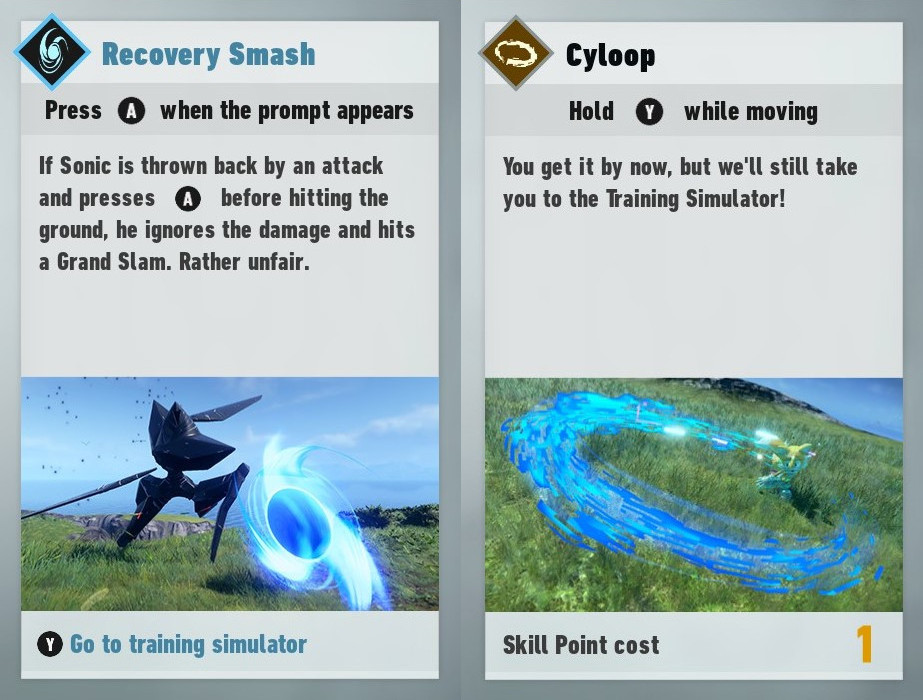 Recovery Smash
Press A when the prompt appears
If Sonic is thrown back by an attack
and presses A before hitting the
ground, he ignores the damage and hits
a Grand Slam. Rather unfair.
Y Go to training simulator
Cyloop
Hold Y while moving
You get it by now, but we'll still take
you to the Training Simulator!
Skill Point cost 1